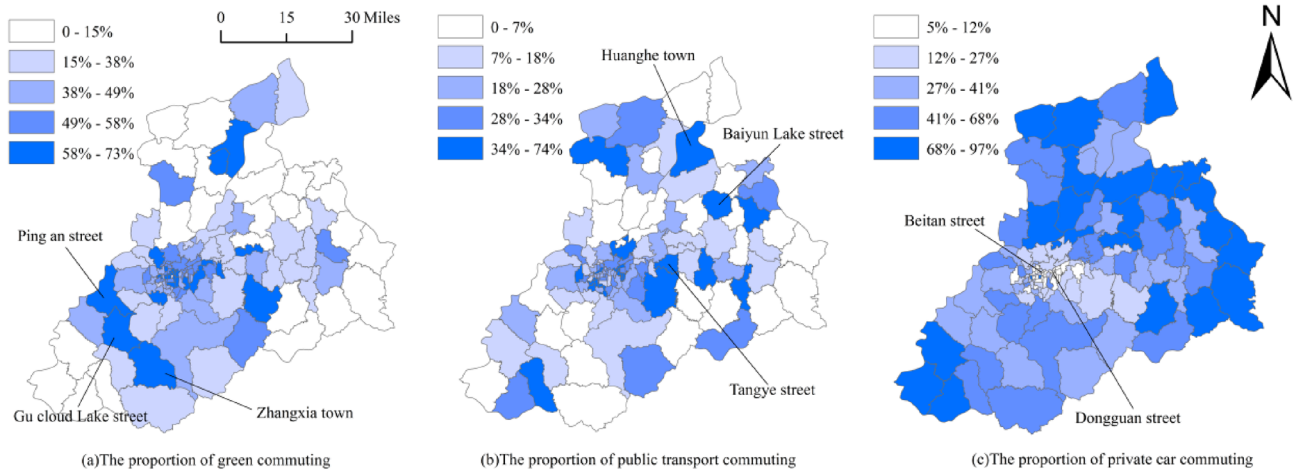 0 - 15%
15% - 38%
38% - 49%
49% - 58%
58% - 73%
0 15 30 Miles
Ping an street
Gu cloud Lake street
Zhangxia town
(a)The proportion of green commuting
0 - 7%
7% - 18%
18% - 28%
28% - 34%
34% - 74%
Huanghe town
Baiyun Lake street
Tangye street
(b)The proportion of public transport commuting
5% - 12%
12% - 27%
27% - 41%
41% - 68%
68% - 97%
N
Beitan street
Dongguan street
(c)The proportion of private car commuting